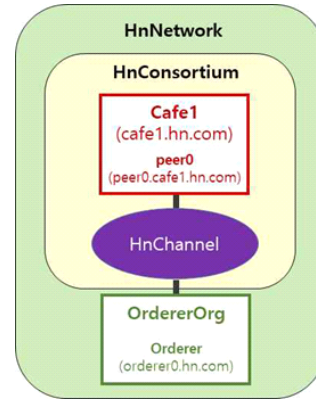 HnNetwork
HnConsortium
Cafe1
(cafe1.hn.com)
peer0
(peer0.cafe1.hn.com)
HnChannel
OrdererOrg
Orderer
(orderer0.hn.com)